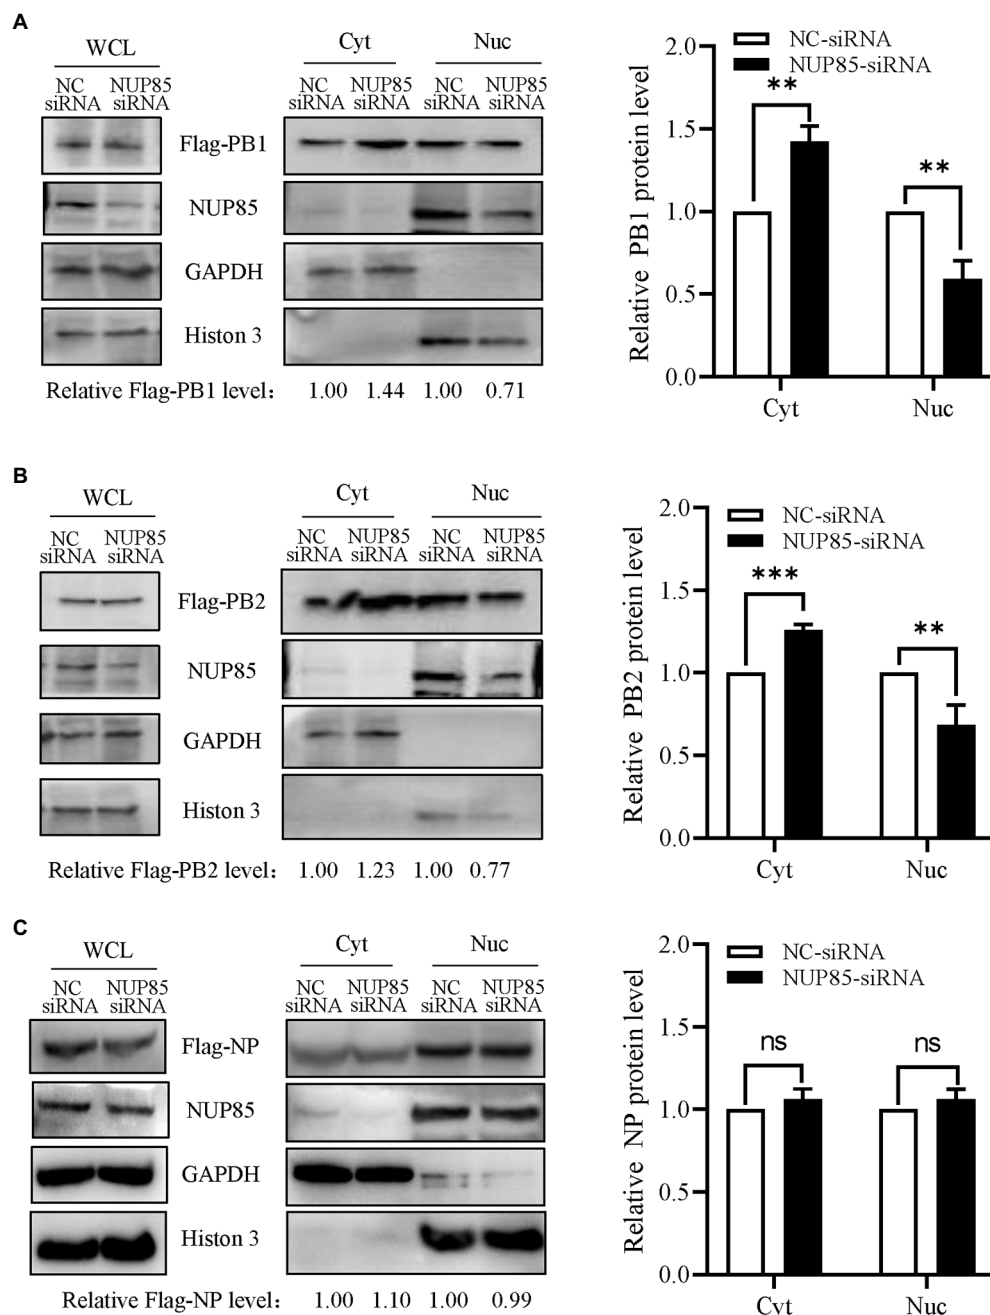 A
WCL
Cyt
Nuc
NC siRNA
NUP85 siRNA
NC siRNA
NUP85 siRNA
NC siRNA
NUP85 siRNA
Flag-PB1
NUP85
GAPDH
Histon 3
Relative Flag-PB1 level: 1.00 1.44 1.00 0.71
NC-siRNA
NUP85-siRNA
Relative PB1 protein level
2.0
1.5
1.0
0.5
0.0
**
**
Cyt
Nuc
B
WCL
Cyt
Nuc
NC siRNA
NUP85 siRNA
NC siRNA
NUP85 siRNA
NC siRNA
NUP85 siRNA
Flag-PB2
NUP85
GAPDH
Histon 3
Relative Flag-PB2 level: 1.00 1.23 1.00 0.77
NC-siRNA
NUP85-siRNA
Relative PB2 protein level
2.0
1.5
1.0
0.5
0.0
***
**
Cyt
Nuc
C
WCL
Cyt
Nuc
NC siRNA
NUP85 siRNA
NC siRNA
NUP85 siRNA
NC siRNA
NUP85 siRNA
Flag-NP
NUP85
GAPDH
Histon 3
Relative Flag-NP level: 1.00 1.10 1.00 0.99
NC-siRNA
NUP85-siRNA
Relative NP protein level
2.0
1.5
1.0
0.5
0.0
ns
ns
Cyt
Nuc